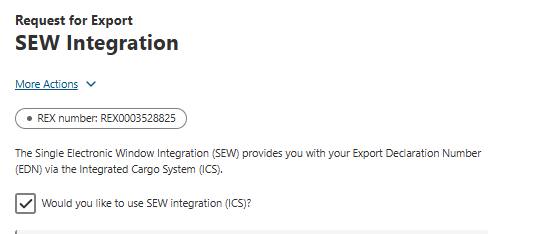 Request for Export
SEW Integration
More Actions
REX number: REX0003528825
The Single Electronic Window Integration (SEW) provides you with your Export Declaration Number
(EDN) via the Integrated Cargo System (ICS).
Would you like to use SEW integration (ICS)?